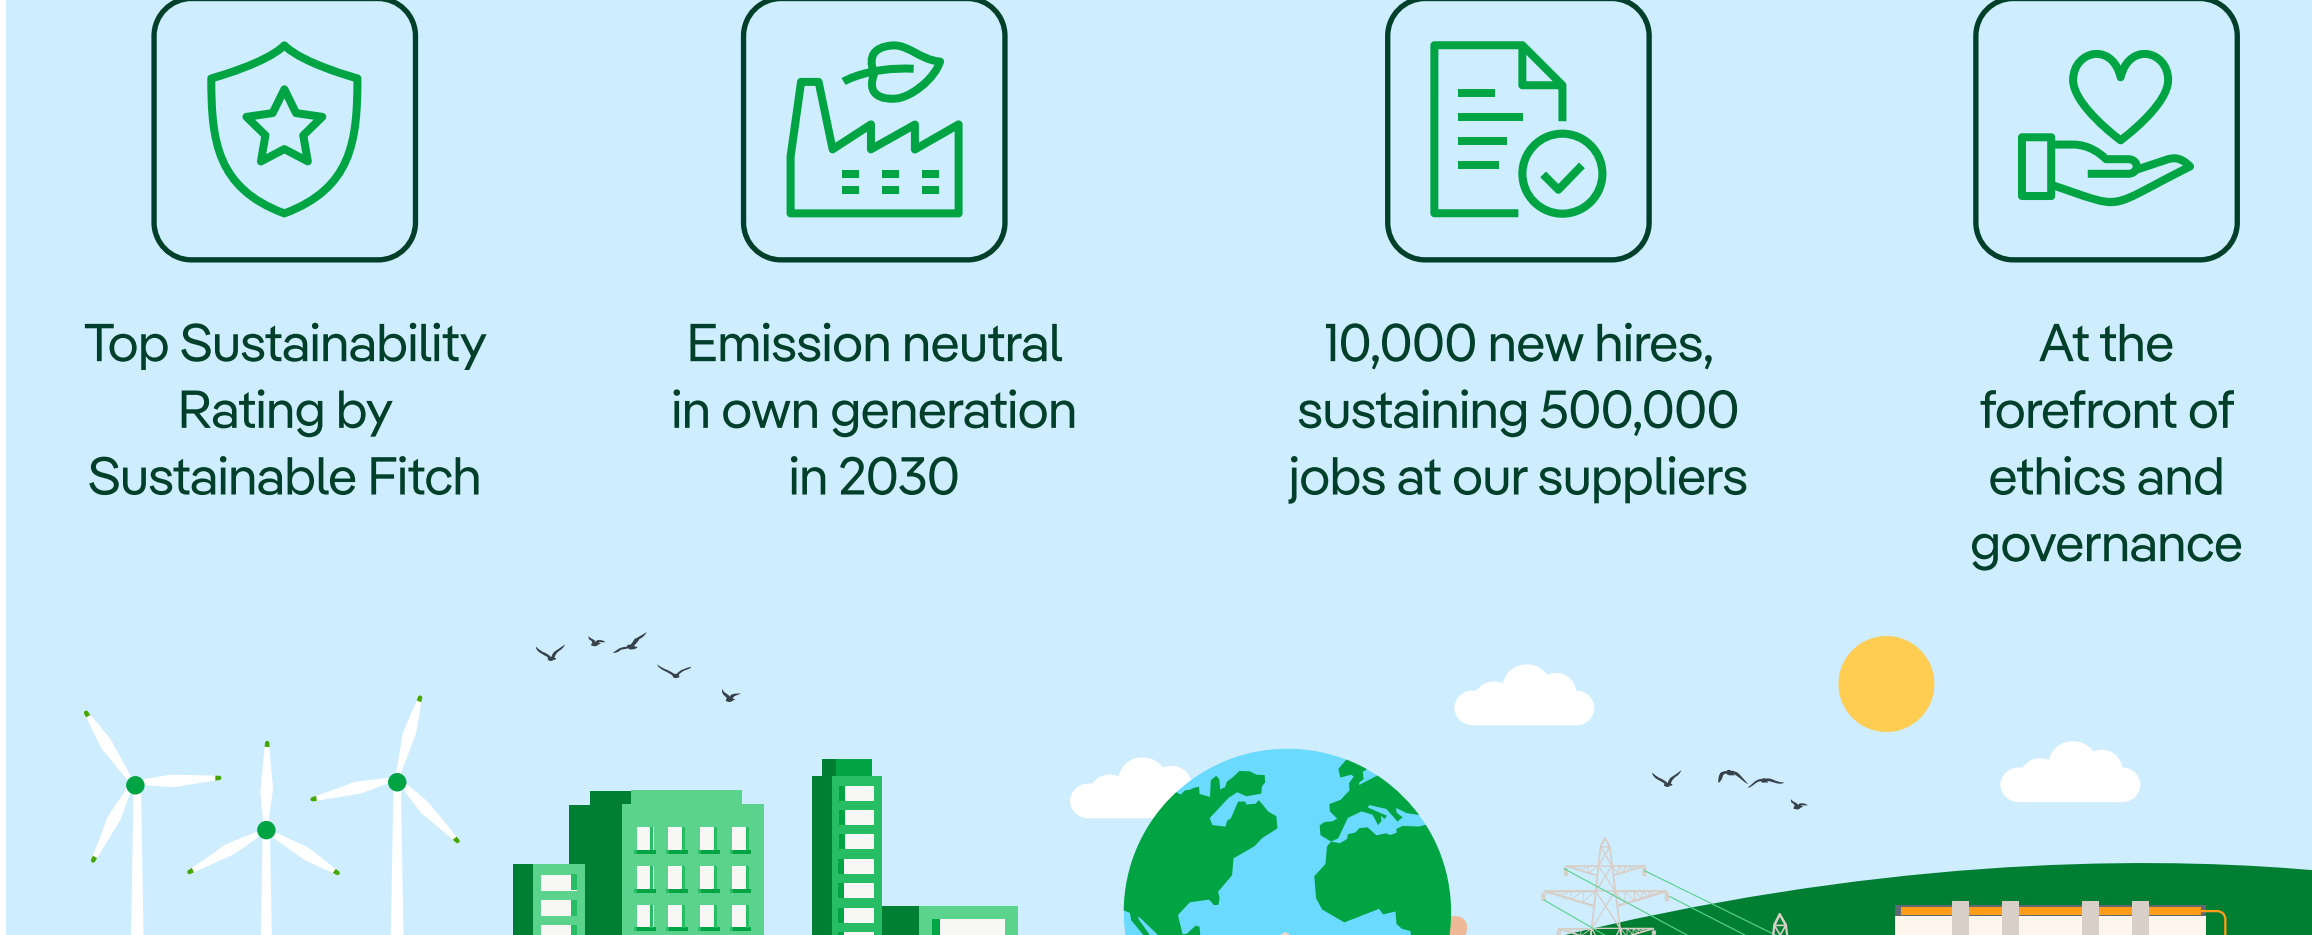 Top Sustainability
Rating by
Sustainable Fitch
Emission neutral
in own generation
in 2030
10,000 new hires,
sustaining 500,000
jobs at our suppliers
At the
forefront of
ethics and
governance